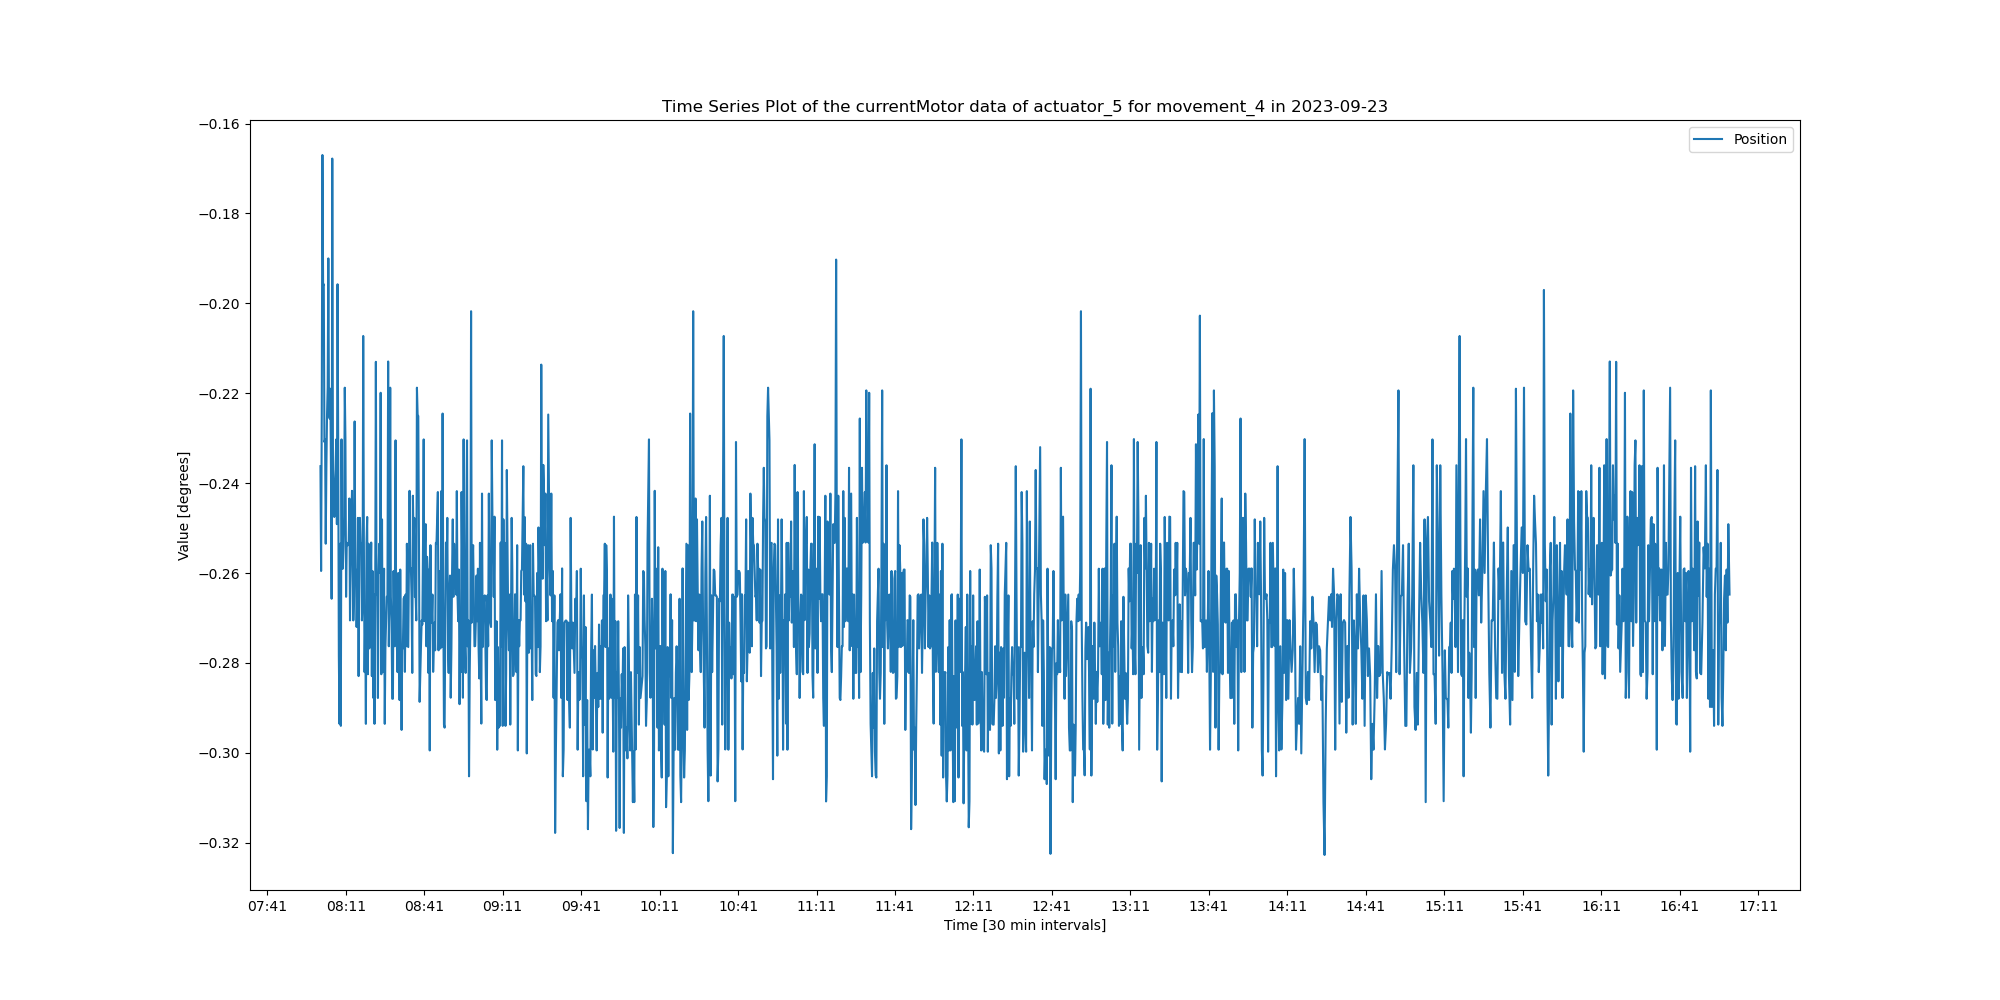 Time Series Plot of the currentMotor data of actuator_5 for movement_4 in 2023-09-23
Position
Value [degrees]
−0.16
−0.18
−0.20
−0.22
−0.24
−0.26
−0.28
−0.30
−0.32
07:41 08:11 08:41 09:11 09:41 10:11 10:41 11:11 11:41 12:11 12:41 13:11 13:41 14:11 14:41 15:11 15:41 16:11 16:41 17:11
Time [30 min intervals]